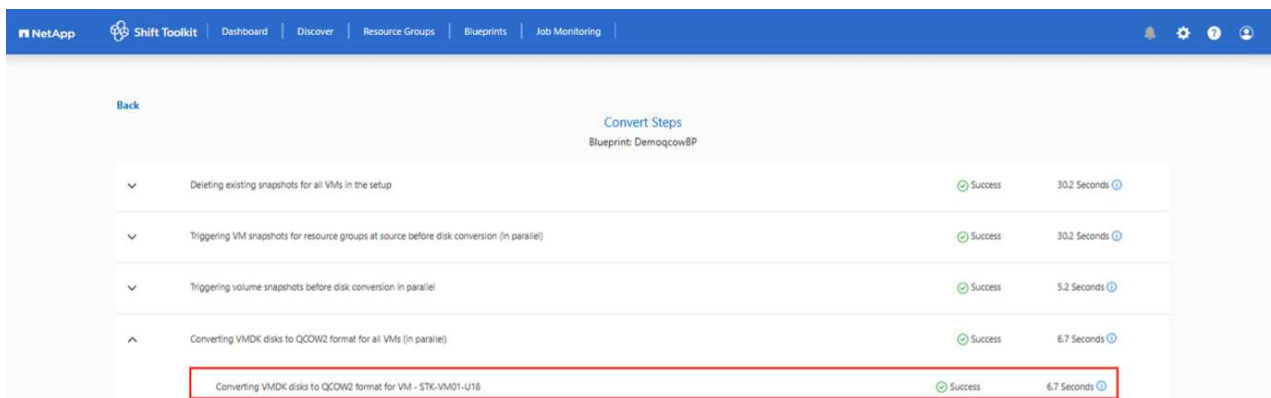 NetApp Shift Toolkit Dashboard Discover Resource Groups Blueprints Job Monitoring
Back
Convert Steps
Blueprint: DemoqcowBP
Deleting existing snapshots for all VMs in the setup Success 30.2 Seconds
Triggering VM snapshots for resource groups at source before disk conversion (in parallel) Success 30.2 Seconds
Triggering volume snapshots before disk conversion in parallel Success 5.2 Seconds
Converting VMDK disks to QCOW2 format for all VMs (in parallel) Success 6.7 Seconds
Converting VMDK disks to QCOW2 format for VM - STK-VM01-U18 Success 6.7 Seconds